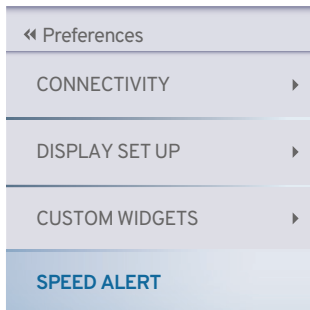 Preferences
CONNECTIVITY
DISPLAY SET UP
CUSTOM WIDGETS
SPEED ALERT